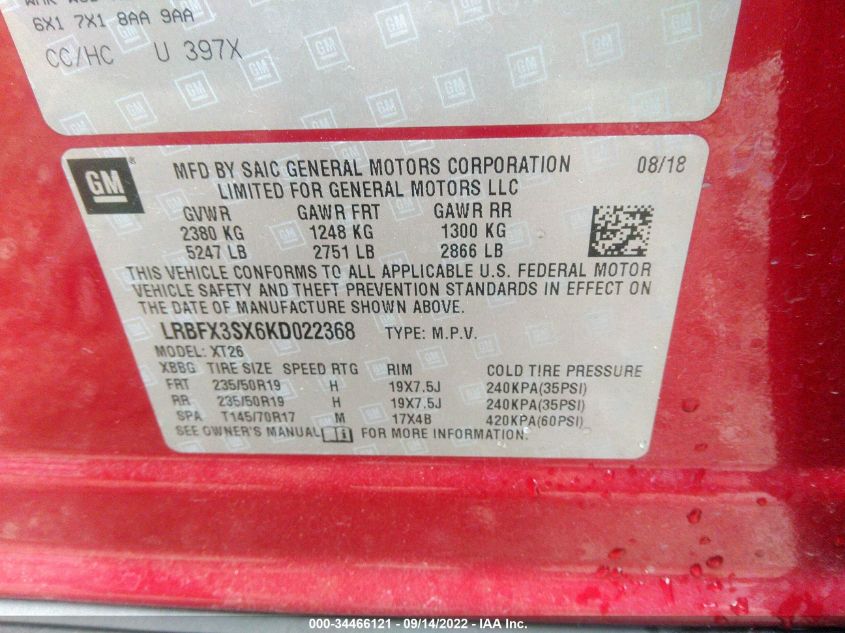 6X1 7X1 8AA 9AA
CC/HC U 397X
GM
MFD BY SAIC GENERAL MOTORS CORPORATION 08/18
LIMITED FOR GENERAL MOTORS LLC
GVWR GAWR FRT GAWR RR
2380 KG 1248 KG 1300 KG
5247 LB 2751 LB 2866 LB
THIS VEHICLE CONFORMS TO ALL APPLICABLE U.S. FEDERAL MOTOR
VEHICLE SAFETY AND THEFT PREVENTION STANDARDS IN EFFECT ON
THE DATE OF MANUFACTURE SHOWN ABOVE.
LRBFX3SX6KD022368 TYPE: M.P.V.
MODEL: XT26
XBBG TIRE SIZE SPEED RTG RIM COLD TIRE PRESSURE
FRT 235/50R19 H 19X7.5J 240KPA(35PSI)
RR 235/50R19 H 19X7.5J 240KPA(35PSI)
SPA T145/70R17 M 17X4B 420KPA(60PSI)
SEE OWNER'S MANUAL FOR MORE INFORMATION.
000-34466121 - 09/14/2022 - IAA Inc.